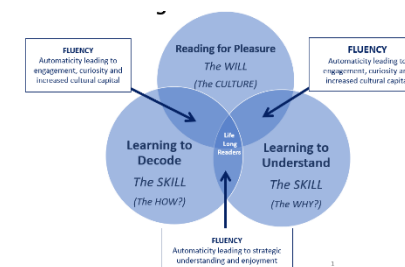 FLUENCY
Automaticity leading to
engagement, curiosity and
increased cultural capital
Reading for Pleasure
The WILL
(The CULTURE)
FLUENCY
Automaticity leading to
engagement, curiosity an
increased cultural capita
Life
Long
Readers
Learning to
Decode
The SKILL
(The HOW?)
Learning to
Understand
The SKILL
(The WHY?)
FLUENCY
Automaticity leading to strategic
understanding and enjoyment
1